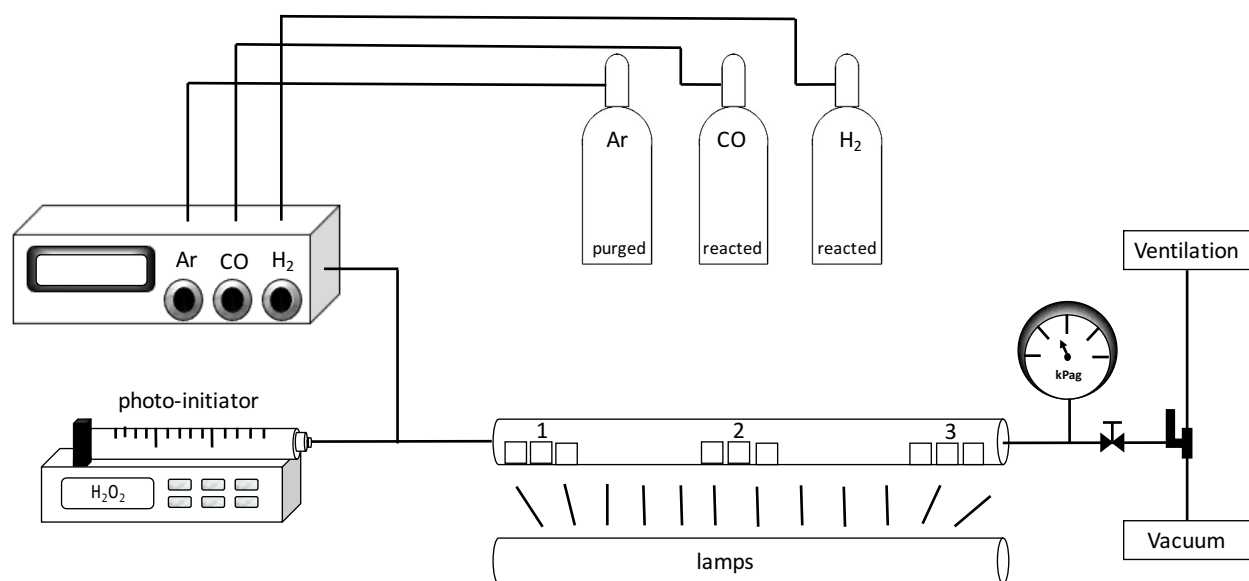 Ar
CO
H₂
purged
reacted
reacted
Ar
CO
H₂
Ventilation
kPag
photo-initiator
1
2
3
H₂O₂
lamps
Vacuum